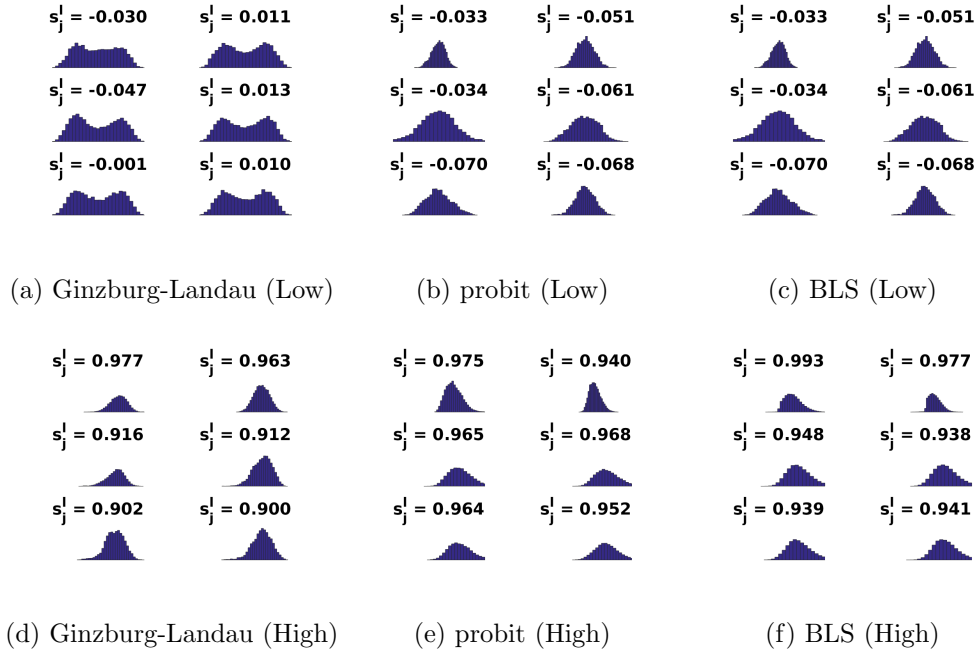 s_j^l = -0.030 s_j^l = 0.011 s_j^l = -0.033 s_j^l = -0.051 s_j^l = -0.033 s_j^l = -0.051
s_j^l = -0.047 s_j^l = 0.013 s_j^l = -0.034 s_j^l = -0.061 s_j^l = -0.034 s_j^l = -0.061
s_j^l = -0.001 s_j^l = 0.010 s_j^l = -0.070 s_j^l = -0.068 s_j^l = -0.070 s_j^l = -0.068
(a) Ginzburg-Landau (Low) (b) probit (Low) (c) BLS (Low)
s_j^l = 0.977 s_j^l = 0.963 s_j^l = 0.975 s_j^l = 0.940 s_j^l = 0.993 s_j^l = 0.977
s_j^l = 0.916 s_j^l = 0.912 s_j^l = 0.965 s_j^l = 0.968 s_j^l = 0.948 s_j^l = 0.938
s_j^l = 0.902 s_j^l = 0.900 s_j^l = 0.964 s_j^l = 0.952 s_j^l = 0.939 s_j^l = 0.941
(d) Ginzburg-Landau (High) (e) probit (High) (f) BLS (High)